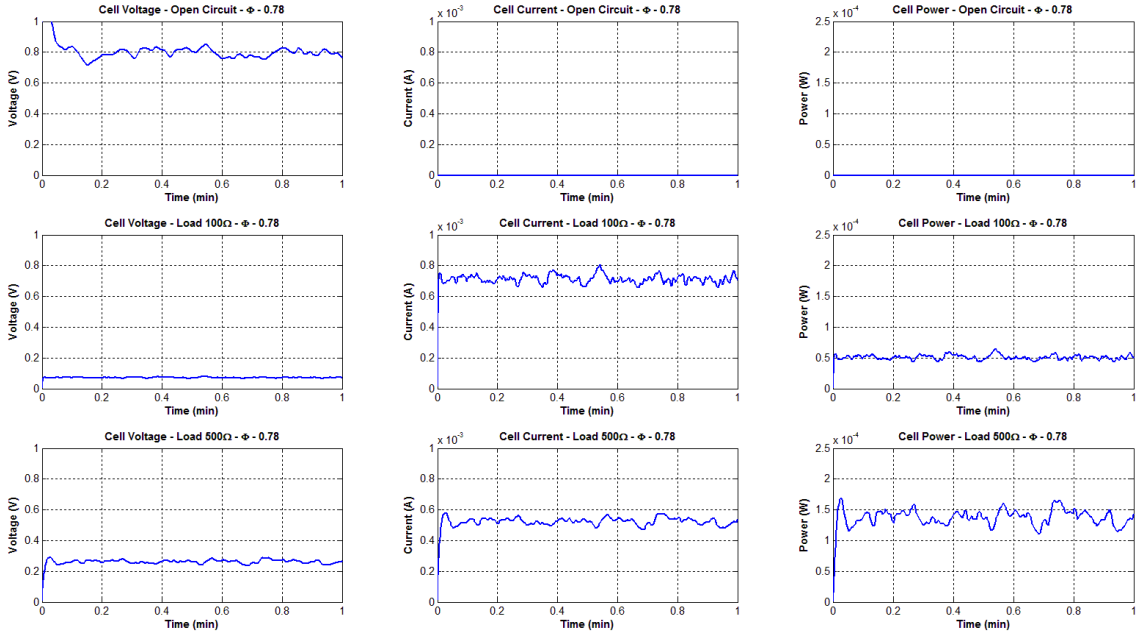 Cell Voltage - Open Circuit - Φ - 0.78
Voltage (V)
1
0.8
0.6
0.4
0.2
0
0 0.2 0.4 0.6 0.8 1
Time (min)
Cell Current - Open Circuit - Φ - 0.78
x 10⁻³
Current (A)
1
0.8
0.6
0.4
0.2
0
0 0.2 0.4 0.6 0.8 1
Time (min)
Cell Power - Open Circuit - Φ - 0.78
x 10⁻⁴
Power (W)
2.5
2
1.5
1
0.5
0
0 0.2 0.4 0.6 0.8 1
Time (min)
Cell Voltage - Load 100Ω - Φ - 0.78
Voltage (V)
1
0.8
0.6
0.4
0.2
0
0 0.2 0.4 0.6 0.8 1
Time (min)
Cell Current - Load 100Ω - Φ - 0.78
x 10⁻³
Current (A)
1
0.8
0.6
0.4
0.2
0
0 0.2 0.4 0.6 0.8 1
Time (min)
Cell Power - Load 100Ω - Φ - 0.78
x 10⁻⁴
Power (W)
2.5
2
1.5
1
0.5
0
0 0.2 0.4 0.6 0.8 1
Time (min)
Cell Voltage - Load 500Ω - Φ - 0.78
Voltage (V)
1
0.8
0.6
0.4
0.2
0
0 0.2 0.4 0.6 0.8 1
Time (min)
Cell Current - Load 500Ω - Φ - 0.78
x 10⁻³
Current (A)
1
0.8
0.6
0.4
0.2
0
0 0.2 0.4 0.6 0.8 1
Time (min)
Cell Power - Load 500Ω - Φ - 0.78
x 10⁻⁴
Power (W)
2.5
2
1.5
1
0.5
0
0 0.2 0.4 0.6 0.8 1
Time (min)